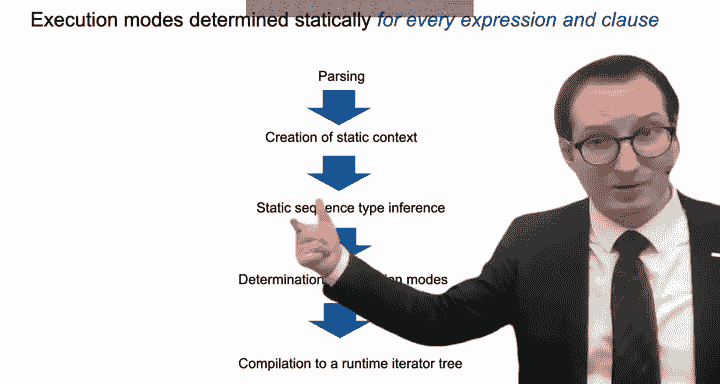 Execution modes determined statically for every expression and clause
Parsing
Creation of static context
Static sequence type inference
Determination modes
Compilation to a runtime iterator tree